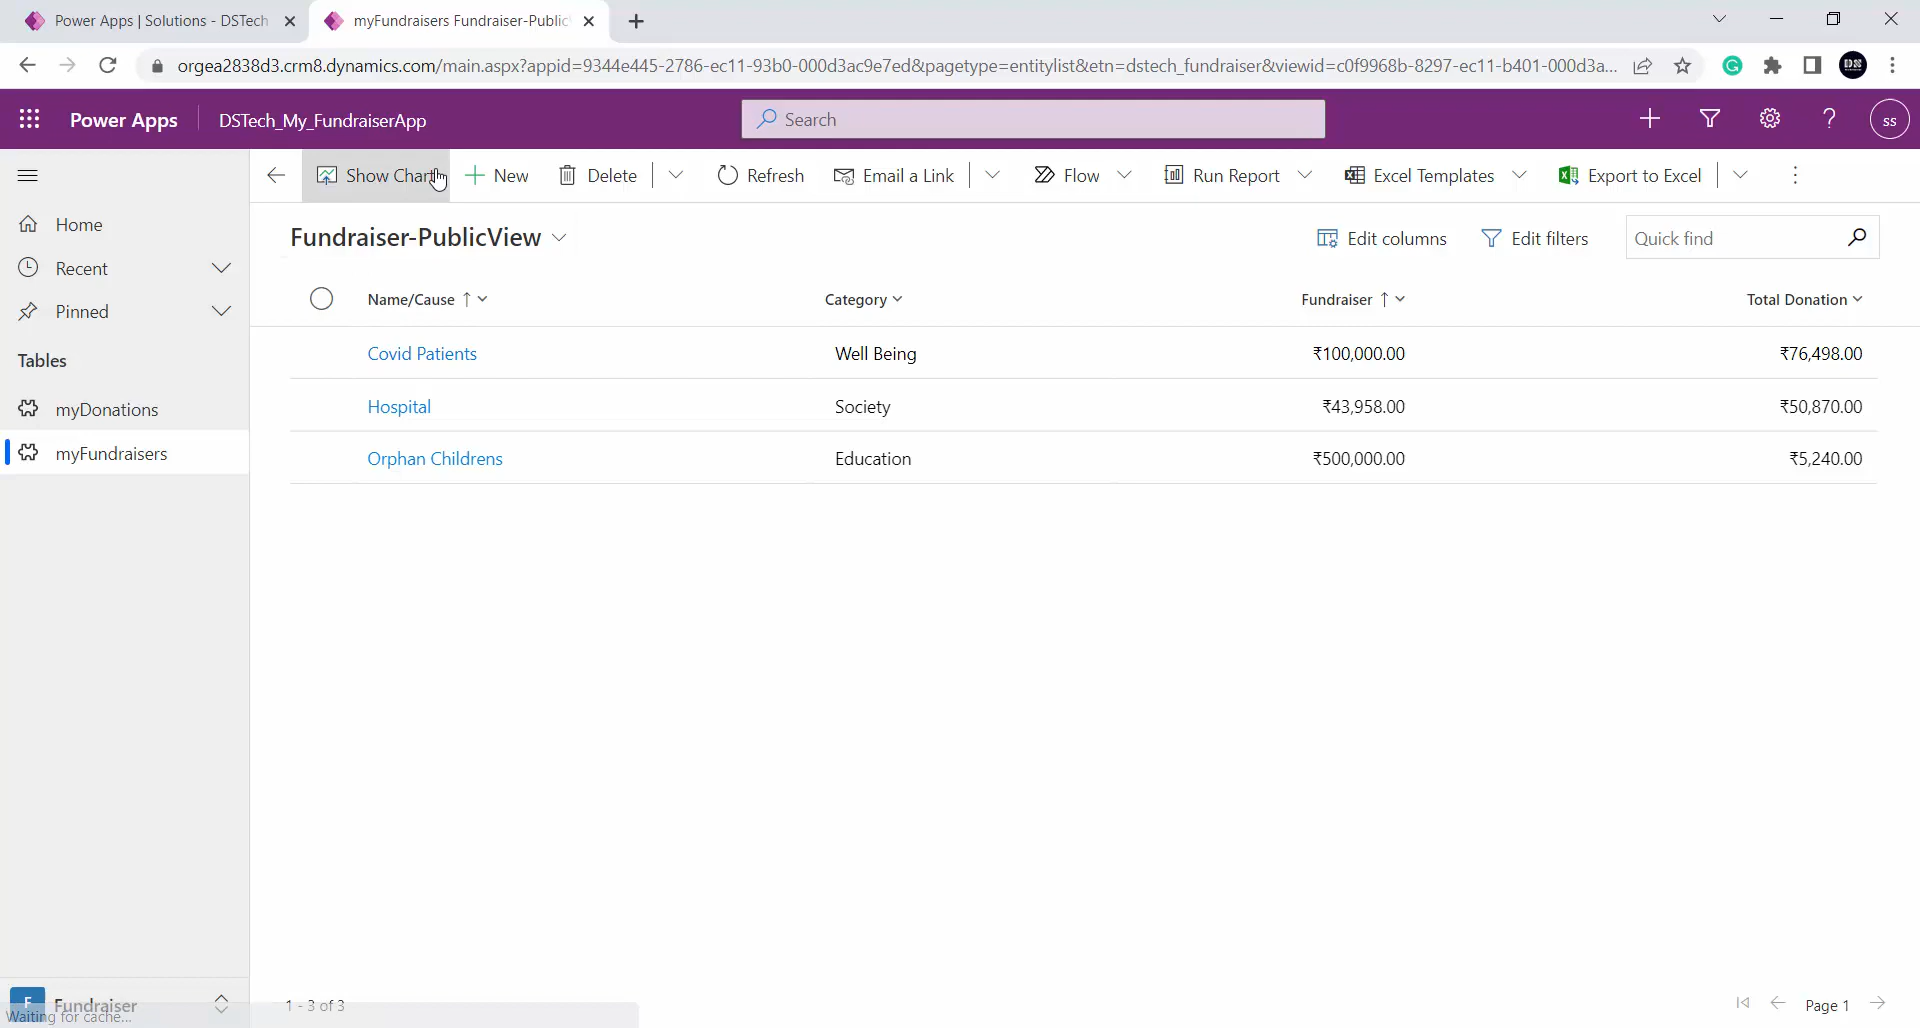 Power Apps | Solutions - DSTech
myFundraisers Fundraiser-Public
orgea2838d3.crm8.dynamics.com/main.aspx?appid=9344e445-2786-ec11-93b0-000d3ac9e7ed&pagetype=entitylist&etn=dstech_fundraiser&viewid=c0f9968b-8297-ec11-b401-000d3a...
Power Apps DSTech_My_FundraiserApp Search ss
Show Chart New Delete Refresh Email a Link Flow Run Report Excel Templates Export to Excel
Home
Recent
Pinned
Tables
myDonations
myFundraisers
Fundraiser-PublicView Edit columns Edit filters Quick find
Name/Cause Category Fundraiser Total Donation
Covid Patients Well Being ₹100,000.00 ₹76,498.00
Hospital Society ₹43,958.00 ₹50,870.00
Orphan Childrens Education ₹500,000.00 ₹5,240.00
F Fundraiser
Waiting for cache...
1 - 3 of 3 Page 1